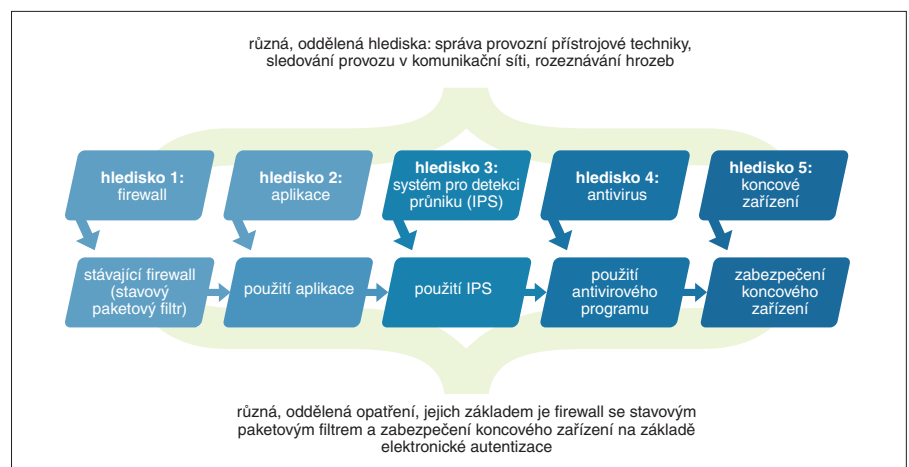 různá, oddělená hlediska: správa provozní přístrojové techniky,
sledování provozu v komunikační síti, rozeznávání hrozeb
hledisko 1:
firewall
hledisko 2:
aplikace
hledisko 3:
systém pro detekci
průniku (IPS)
hledisko 4:
antivirus
hledisko 5:
koncové
zařízení
stávající firewall
(stavový
paketový filtr)
použití aplikace
použití IPS
použití
antivirového
programu
zabezpečení
koncového
zařízení
různá, oddělená opatření, jejich základem je firewall se stavovým
paketovým filtrem a zabezpečení koncového zařízení na základě
elektronické autentizace